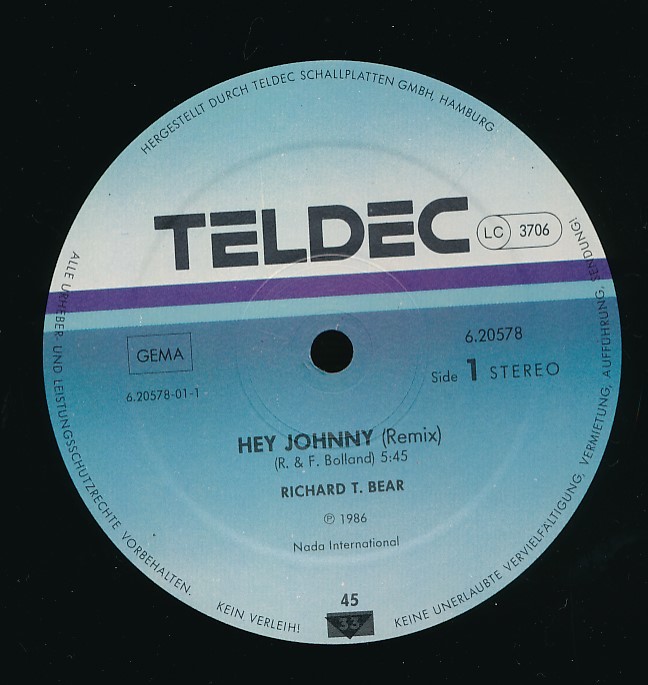 HERGESTELLT DURCH TELDEC SCHALLPLATTEN GMBH, HAMBURG
TELDEC
LC 3706
GEMA
6.20578-01-1
6.20578
Side 1 STEREO
HEY JOHNNY (Remix)
(R. & F. Bolland) 5:45
RICHARD T. BEAR
℗ 1986
Nada International
45
33
ALLE URHEBER- UND LEISTUNGSSCHUTZRECHTE VORBEHALTEN. KEIN VERLEIH! KEINE UNERLAUBTE VERVIELFÄLTIGUNG, VERMIETUNG, AUFFÜHRUNG, SENDUNG!